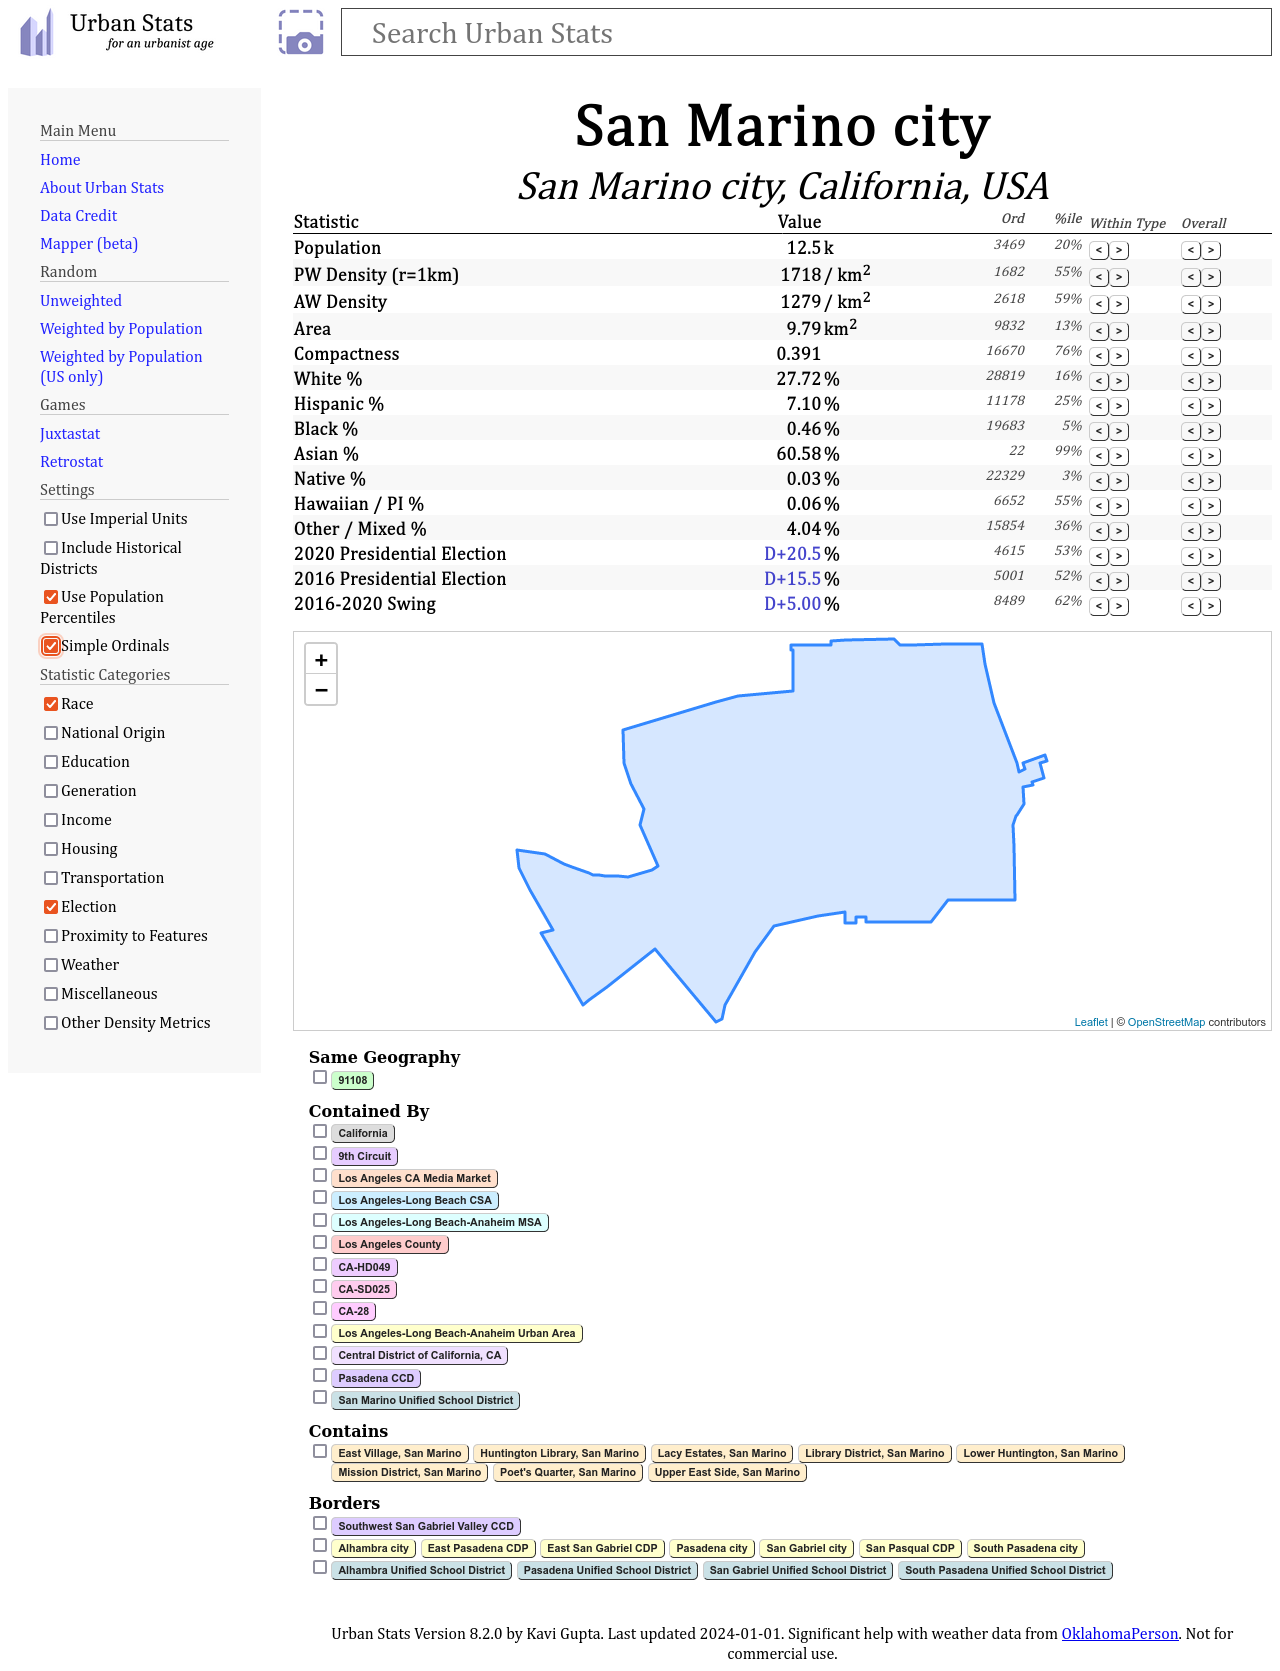 Urban Stats
for an urbanist age
Search Urban Stats
Main Menu
Home
About Urban Stats
Data Credit
Mapper (beta)
Random
Unweighted
Weighted by Population
Weighted by Population
(US only)
Games
Juxtastat
Retrostat
Settings
Use Imperial Units
Include Historical
Districts
Use Population
Percentiles
Simple Ordinals
Statistic Categories
Race
National Origin
Education
Generation
Income
Housing
Transportation
Election
Proximity to Features
Weather
Miscellaneous
Other Density Metrics
San Marino city
San Marino city, California, USA
Statistic Value Ord %ile Within Type Overall
Population 12.5 k 3469 20% < > < >
PW Density (r=1km) 1718 / km² 1682 55% < > < >
AW Density 1279 / km² 2618 59% < > < >
Area 9.79 km² 9832 13% < > < >
Compactness 0.391 16670 76% < > < >
White % 27.72 % 28819 16% < > < >
Hispanic % 7.10 % 11178 25% < > < >
Black % 0.46 % 19683 5% < > < >
Asian % 60.58 % 22 99% < > < >
Native % 0.03 % 22329 3% < > < >
Hawaiian / PI % 0.06 % 6652 55% < > < >
Other / Mixed % 4.04 % 15854 36% < > < >
2020 Presidential Election D+20.5 % 4615 53% < > < >
2016 Presidential Election D+15.5 % 5001 52% < > < >
2016-2020 Swing D+5.00 % 8489 62% < > < >
+
−
Leaflet | © OpenStreetMap contributors
Same Geography
91108
Contained By
California
9th Circuit
Los Angeles CA Media Market
Los Angeles-Long Beach CSA
Los Angeles-Long Beach-Anaheim MSA
Los Angeles County
CA-HD049
CA-SD025
CA-28
Los Angeles-Long Beach-Anaheim Urban Area
Central District of California, CA
Pasadena CCD
San Marino Unified School District
Contains
East Village, San Marino Huntington Library, San Marino Lacy Estates, San Marino Library District, San Marino Lower Huntington, San Marino
Mission District, San Marino Poet's Quarter, San Marino Upper East Side, San Marino
Borders
Southwest San Gabriel Valley CCD
Alhambra city East Pasadena CDP East San Gabriel CDP Pasadena city San Gabriel city San Pasqual CDP South Pasadena city
Alhambra Unified School District Pasadena Unified School District San Gabriel Unified School District South Pasadena Unified School District
Urban Stats Version 8.2.0 by Kavi Gupta. Last updated 2024-01-01. Significant help with weather data from OklahomaPerson. Not for
commercial use.